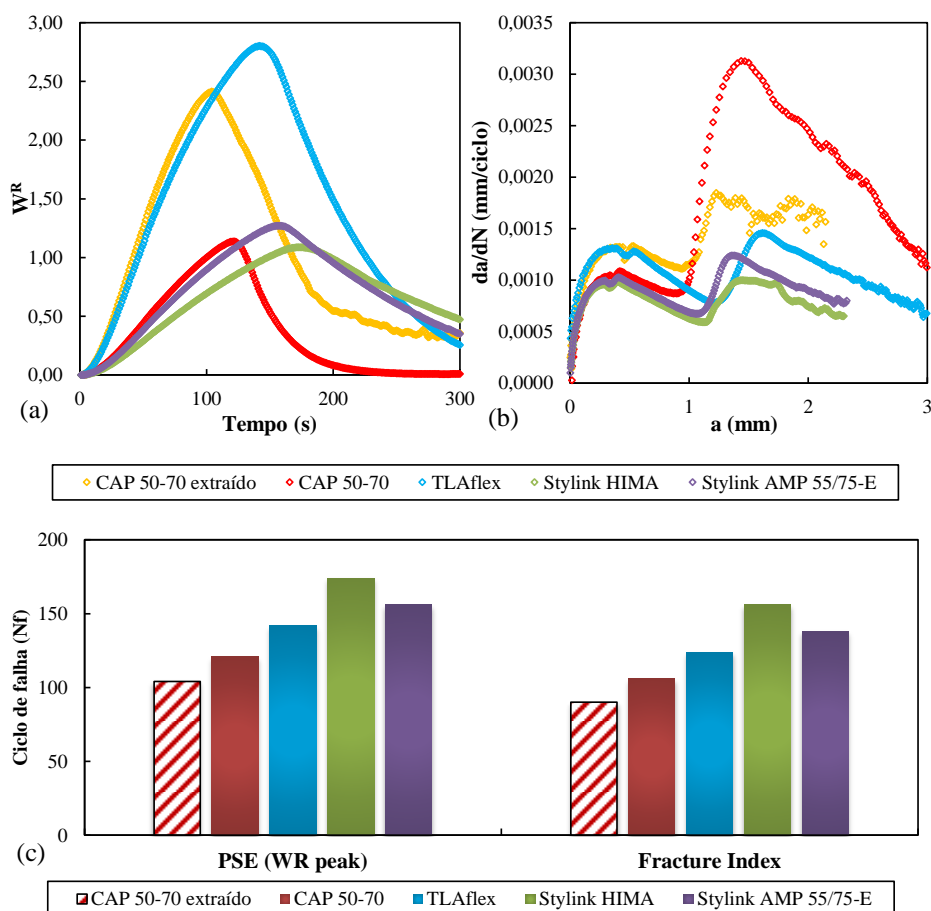 3,00
2,50
2,00
1,50
1,00
0,50
0,00
W^R
0 100 200 300
Tempo (s)
(a)
0,0035
0,0030
0,0025
0,0020
0,0015
0,0010
0,0005
0,0000
da/dN (mm/ciclo)
0 1 2 3
a (mm)
(b)
CAP 50-70 extraído CAP 50-70 TLAflex Stylink HIMA Stylink AMP 55/75-E
200
150
100
50
0
Ciclo de falha (Nf)
PSE (WR peak) Fracture Index
(c)
CAP 50-70 extraído CAP 50-70 TLAflex Stylink HIMA Stylink AMP 55/75-E